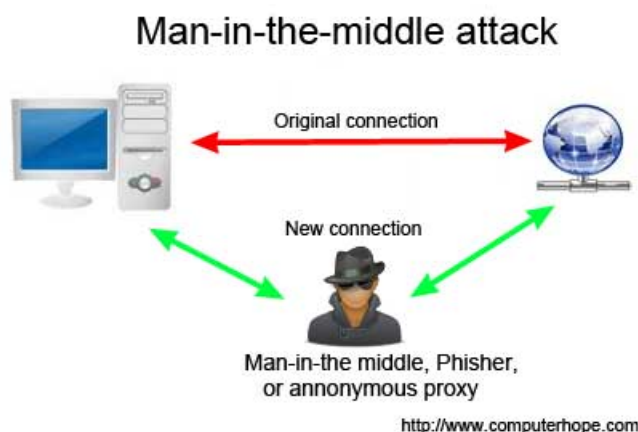 Man-in-the-middle attack
Original connection
New connection
Man-in-the middle, Phisher,
or annonymous proxy
http://www.computerhope.com